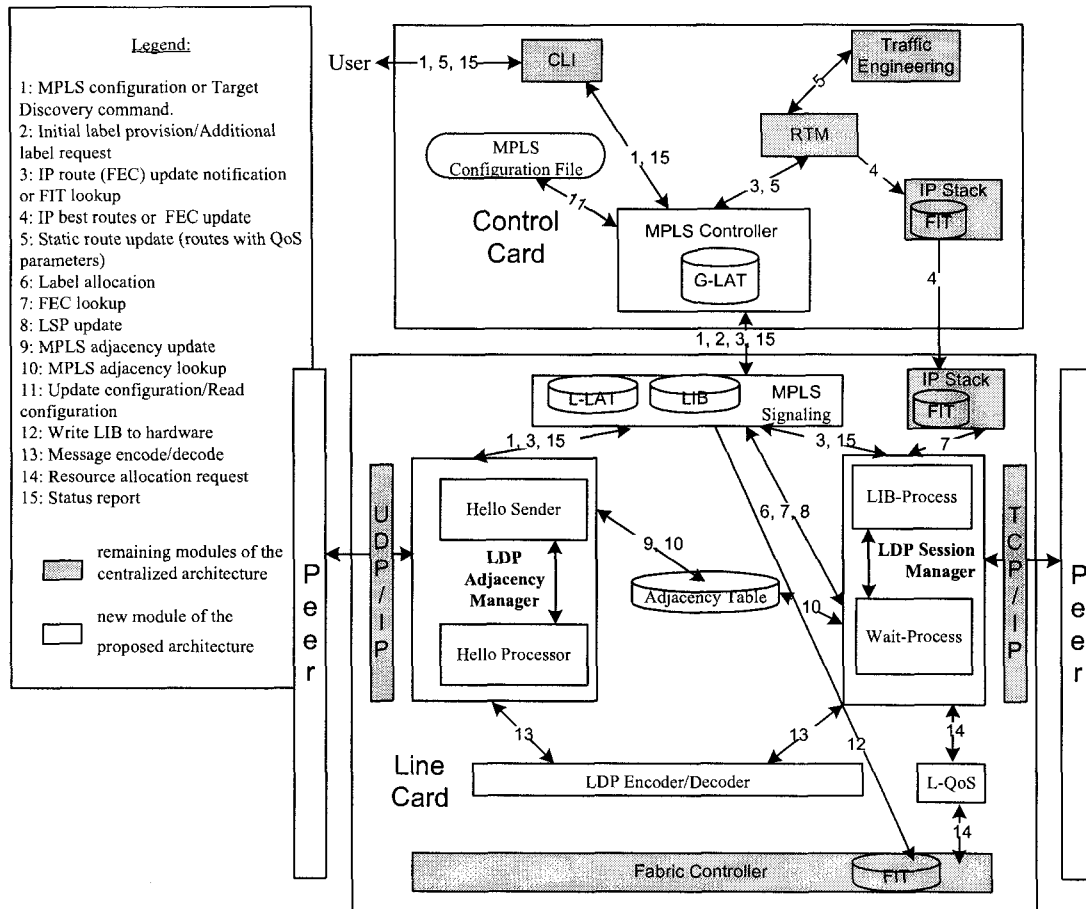 Legend:
1: MPLS configuration or Target
Discovery command.
2: Initial label provision/Additional
label request
3: IP route (FEC) update notification
or FIT lookup
4: IP best routes or FEC update
5: Static route update (routes with QoS
parameters)
6: Label allocation
7: FEC lookup
8: LSP update
9: MPLS adjacency update
10: MPLS adjacency lookup
11: Update configuration/Read
configuration
12: Write LIB to hardware
13: Message encode/decode
14: Resource allocation request
15: Status report
remaining modules of the
centralized architecture
new module of the
proposed architecture
User
1, 5, 15
CLI
Traffic
Engineering
5
RTM
MPLS
Configuration File
1, 15
4
11
3, 5
IP Stack
FIT
Control
Card
MPLS Controller
G-LAT
4
1, 2, 3, 15
L-LAT
LIB
MPLS
Signaling
IP Stack
FIT
1, 3, 15
3, 15
7
Peer
UDP/IP
Hello Sender
LDP
Adjacency
Manager
Hello Processor
9, 10
Adjacency Table
6, 7, 8
10
LIB-Process
LDP Session
Manager
Wait-Process
TCP/IP
Peer
13
13
12
14
Line
Card
LDP Encoder/Decoder
L-QoS
14
Fabric Controller
FIT